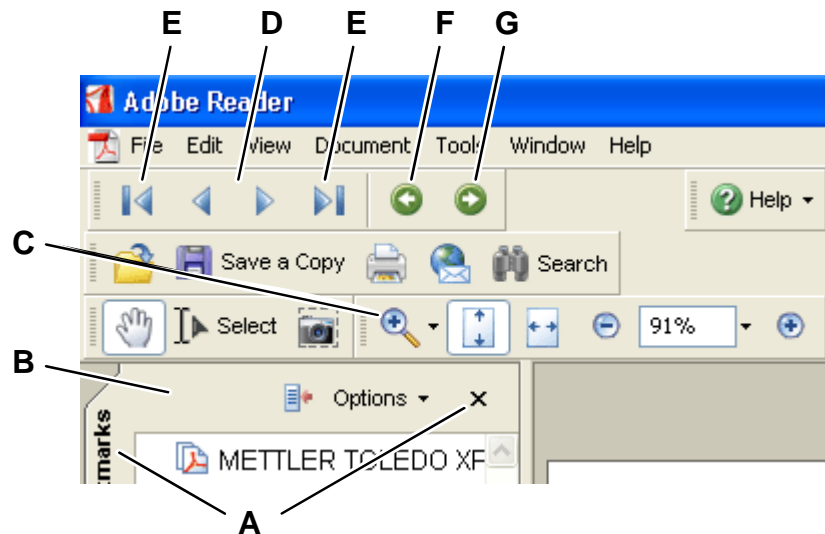 E D E F G
Adobe Reader
File Edit View Document Tools Window Help
Help
C
Save a Copy Search
Select 91%
B
Options
marks
METTLER TOLEDO XP
A